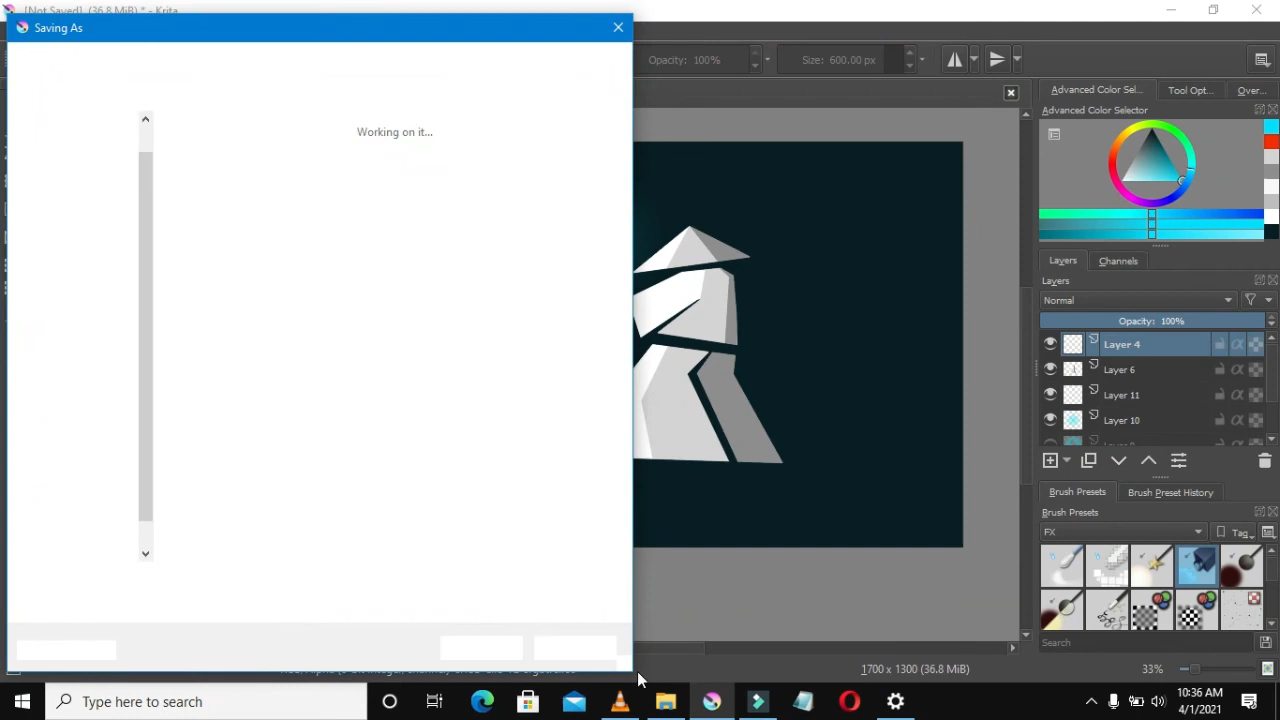 [Not Saved] (36.8 MiB) * - Krita
Saving As
Opacity: 100%
Size: 600.00 px
Working on it...
Advanced Color Sel...
Tool Opt...
Over...
Advanced Color Selector
Layers
Channels
Layers
Normal
Opacity: 100%
Layer 4
Layer 6
Layer 11
Layer 10
Brush Presets
Brush Preset History
Brush Presets
FX
Tag
Search
1700 x 1300 (36.8 MiB)
33%
Type here to search
10:36 AM
4/1/2021